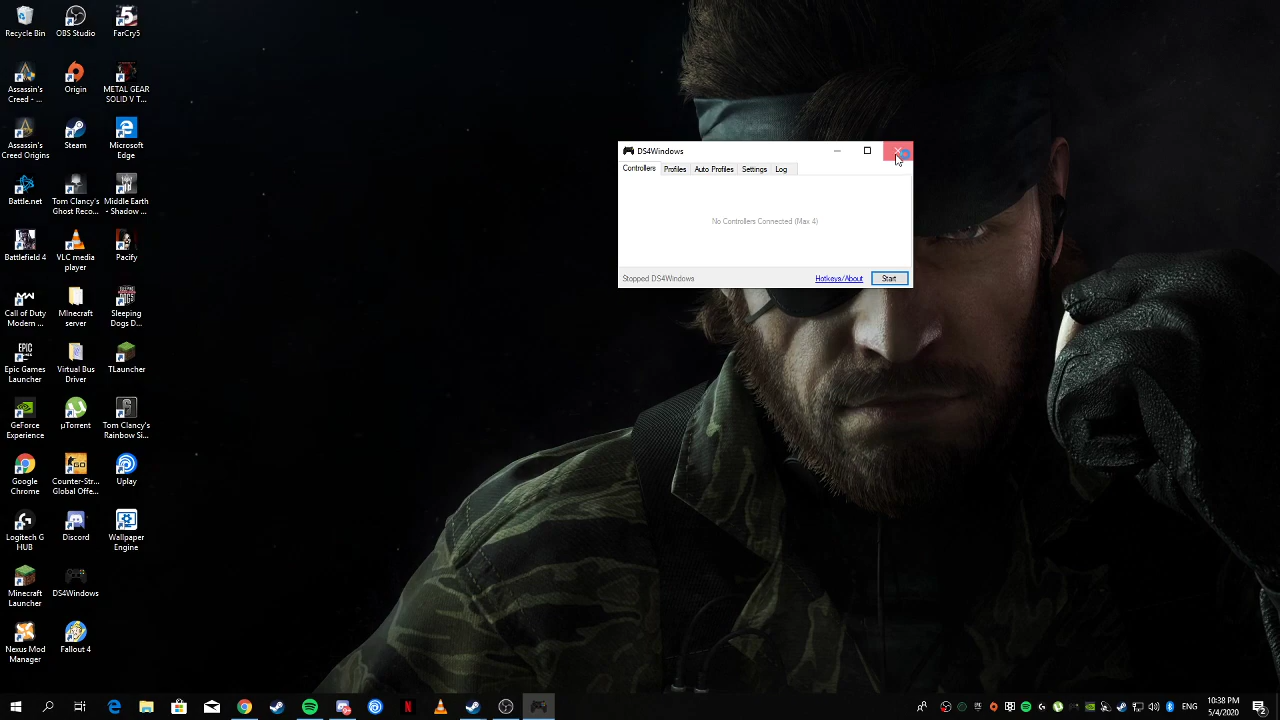 Recycle Bin
OBS Studio
FarCry5
Assassin's
Creed - ...
Origin
METAL GEAR
SOLID V T...
Assassin's
Creed Origins
Steam
Microsoft
Edge
Battle.net
Tom Clancy's
Ghost Reco...
Middle Earth
- Shadow ...
Battlefield 4
VLC media
player
Pacify
Call of Duty
Modern ...
Minecraft
server
Sleeping
Dogs D...
EPIC
GAMES
Epic Games
Launcher
Virtual Bus
Driver
TLauncher
GeForce
Experience
µTorrent
Tom Clancy's
Rainbow Si...
Google
Chrome
Counter-Str...
Global Offe...
Uplay
Logitech G
HUB
Discord
Wallpaper
Engine
Minecraft
Launcher
DS4Windows
Nexus Mod
Manager
Fallout 4
DS4Windows
Controllers
Profiles
Auto Profiles
Settings
Log
No Controllers Connected (Max 4)
Stopped DS4Windows
Hotkeys/About
Start
ENG
10:38 PM
5/4/2020
2